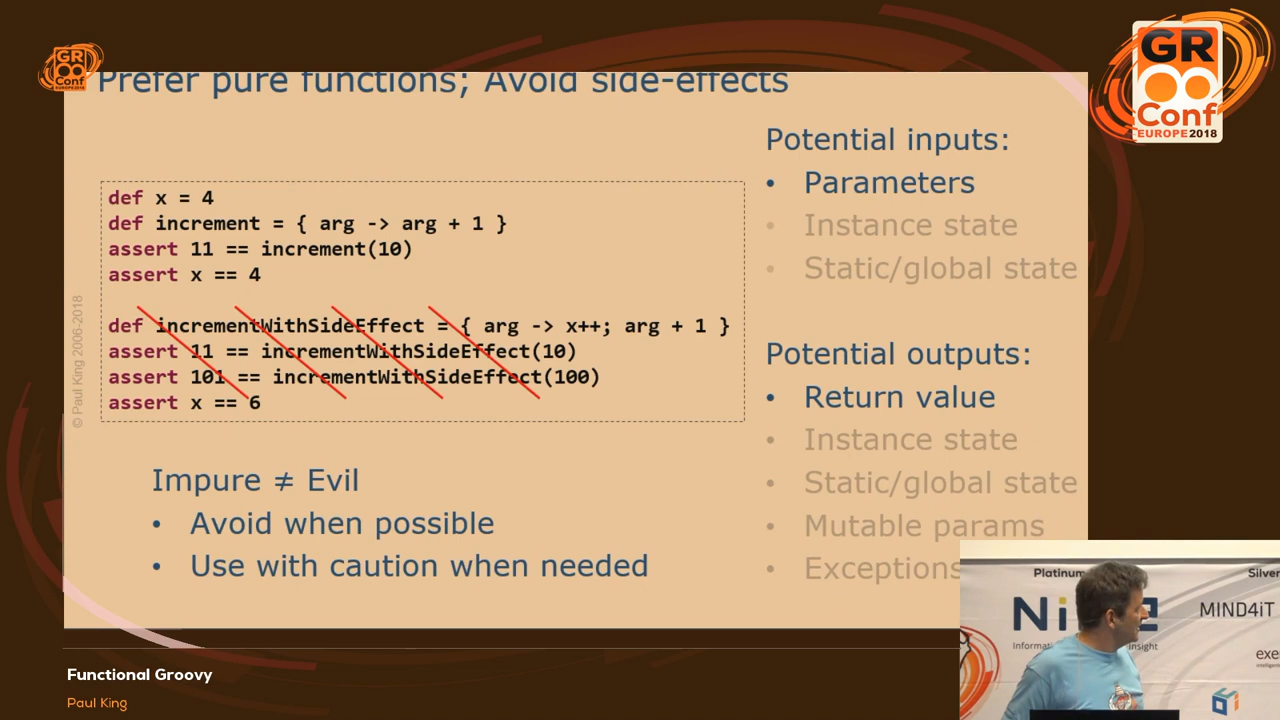 GR
Conf
EUROPE 2018
Prefer pure functions; Avoid side-effects
def x = 4
def increment = { arg -> arg + 1 }
assert 11 == increment(10)
assert x == 4
def incrementWithSideEffect = { arg -> x++; arg + 1 }
assert 11 == incrementWithSideEffect(10)
assert 101 == incrementWithSideEffect(100)
assert x == 6
© Paul King 2006-2018
Impure ≠ Evil
• Avoid when possible
• Use with caution when needed
Potential inputs:
• Parameters
• Instance state
• Static/global state
Potential outputs:
• Return value
• Instance state
• Static/global state
• Mutable params
• Exceptions
GR
Conf
EUROPE 2018
Platinum
Silver
MIND4iT
Functional Groovy
Paul King